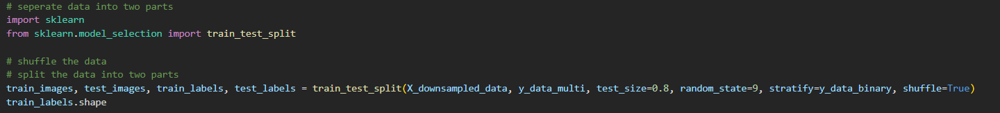 # seperate data into two parts
import sklearn
from sklearn.model_selection import train_test_split
# shuffle the data
# split the data into two parts
train_images, test_images, train_labels, test_labels = train_test_split(X_downsampled_data, y_data_multi, test_size=0.8, random_state=9, stratify=y_data_binary, shuffle=True)
train_labels.shape